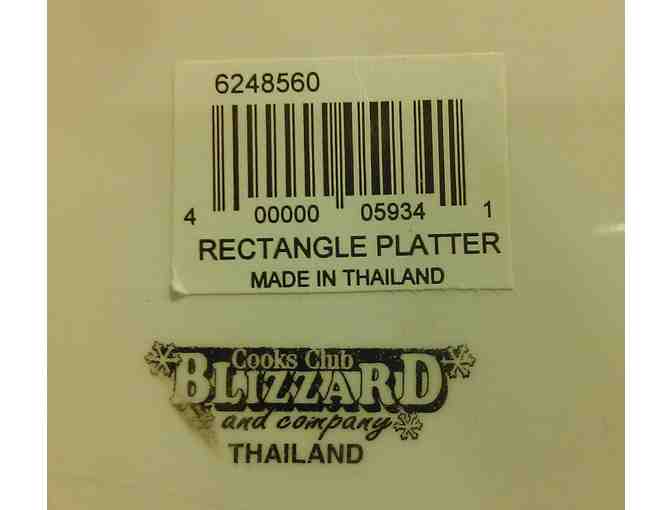 6248560
4 00000 05934 1
RECTANGLE PLATTER
MADE IN THAILAND
Cooks Club
BLIZZARD
and company
THAILAND